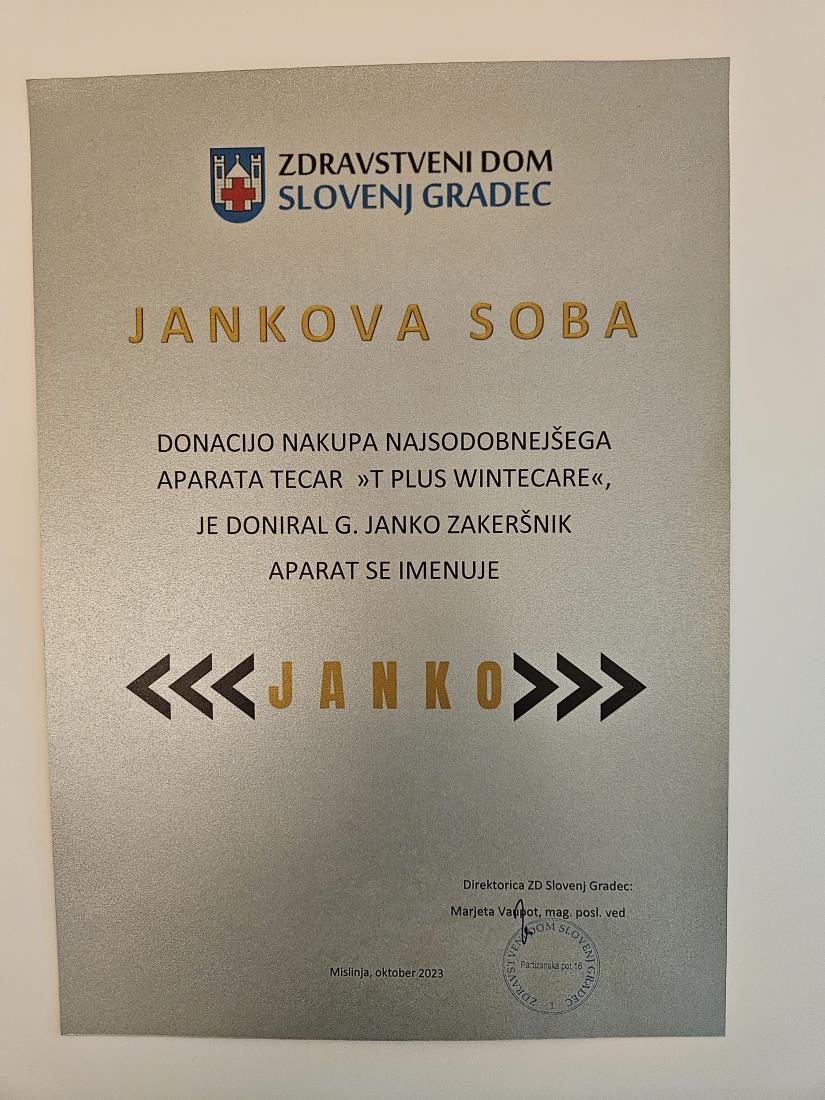 ZDRAVSTVENI DOM
SLOVENJ GRADEC
JANKOVA SOBA
DONACIJO NAKUPA NAJSODOBNEJŠEGA
APARATA TECAR »T PLUS WINTECARE«,
JE DONIRAL G. JANKO ZAKERŠNIK
APARAT SE IMENUJE
<<<JANKO>>>
Direktorica ZD Slovenj Gradec:
Marjeta Vaupot, mag. posl. ved
Mislinja, oktober 2023
ZDRAVSTVENI DOM SLOVENJ GRADEC
Partizanska pot 16
1